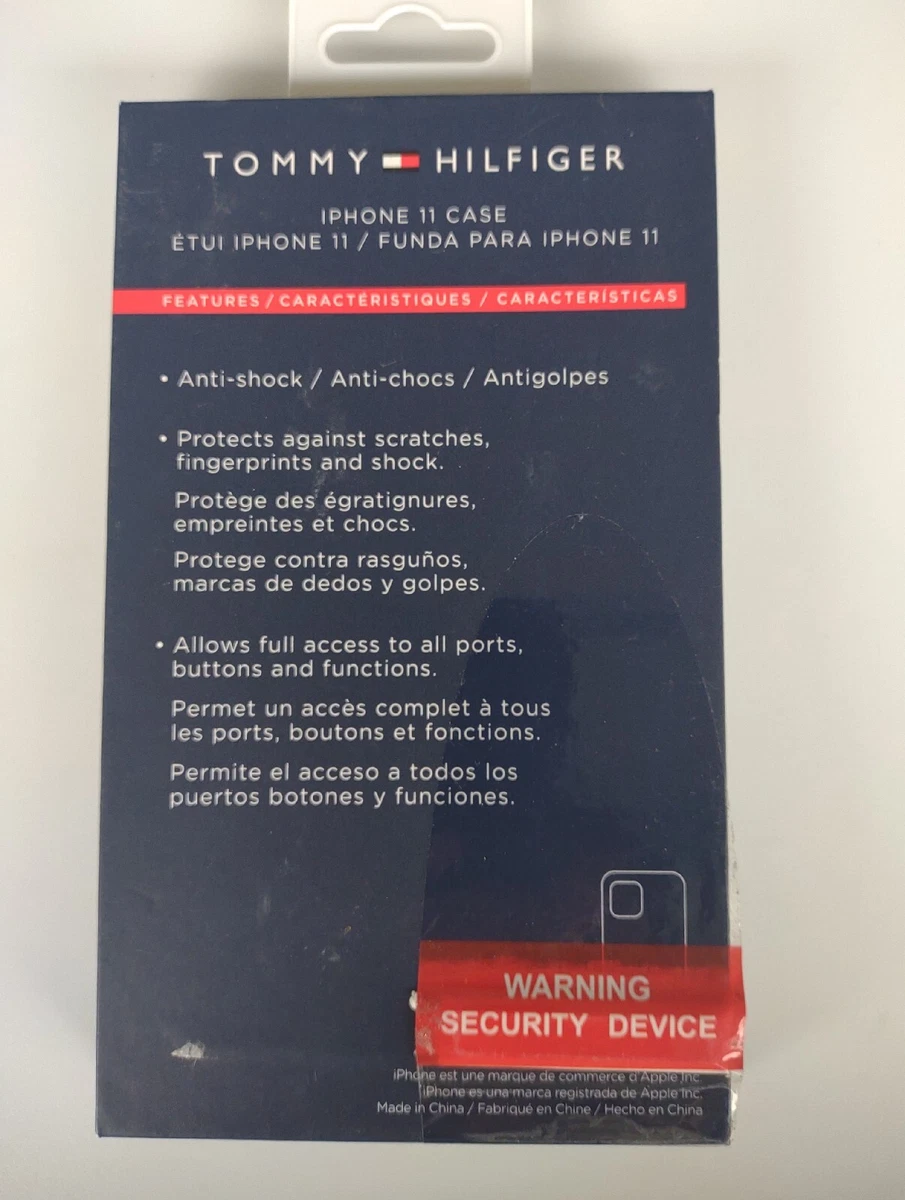 TOMMY HILFIGER
IPHONE 11 CASE
ÉTUI IPHONE 11 / FUNDA PARA IPHONE 11
FEATURES / CARACTÉRISTIQUES / CARACTERÍSTICAS
• Anti-shock / Anti-chocs / Antigolpes
• Protects against scratches,
fingerprints and shock.
Protège des égratignures,
empreintes et chocs.
Protege contra rasguños,
marcas de dedos y golpes.
• Allows full access to all ports,
buttons and functions.
Permet un accès complet à tous
les ports, boutons et fonctions.
Permite el acceso a todos los
puertos botones y funciones.
WARNING
SECURITY DEVICE
iPhone est une marque de commerce d'Apple Inc.
iPhone es una marca registrada de Apple Inc.
Made in China / Fabriqué en Chine / Hecho en China